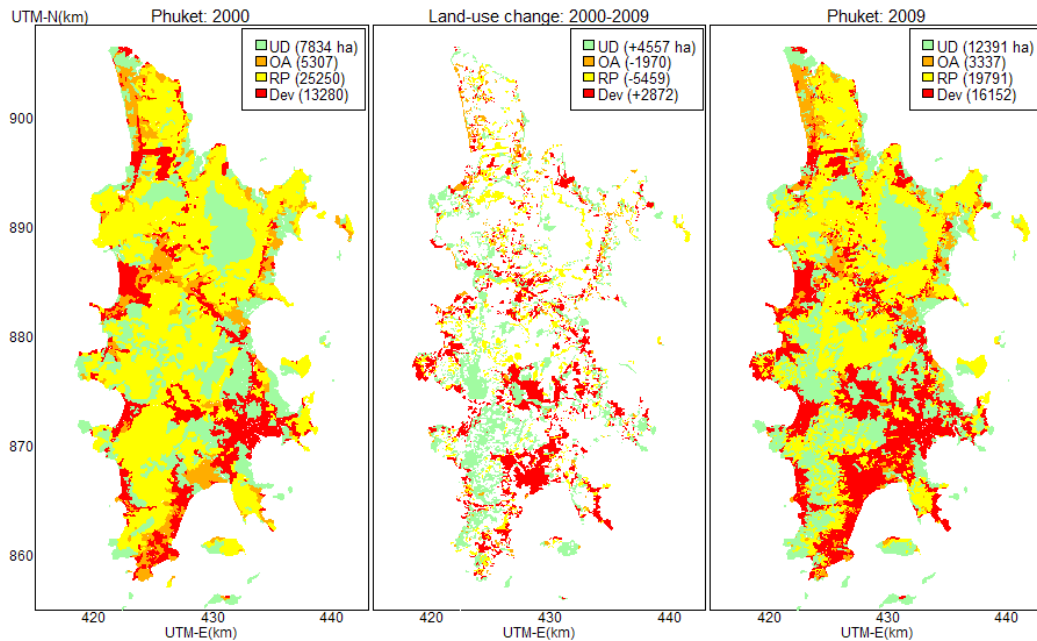 UTM-N(km)
Phuket: 2000
Land-use change: 2000-2009
Phuket: 2009
UD (7834 ha)
OA (5307)
RP (25250)
Dev (13280)
UD (+4557 ha)
OA (-1970)
RP (-5459)
Dev (+2872)
UD (12391 ha)
OA (3337)
RP (19791)
Dev (16152)
900
890
880
870
860
420 430 440
420 430 440
420 430 440
UTM-E(km)
UTM-E(km)
UTM-E(km)